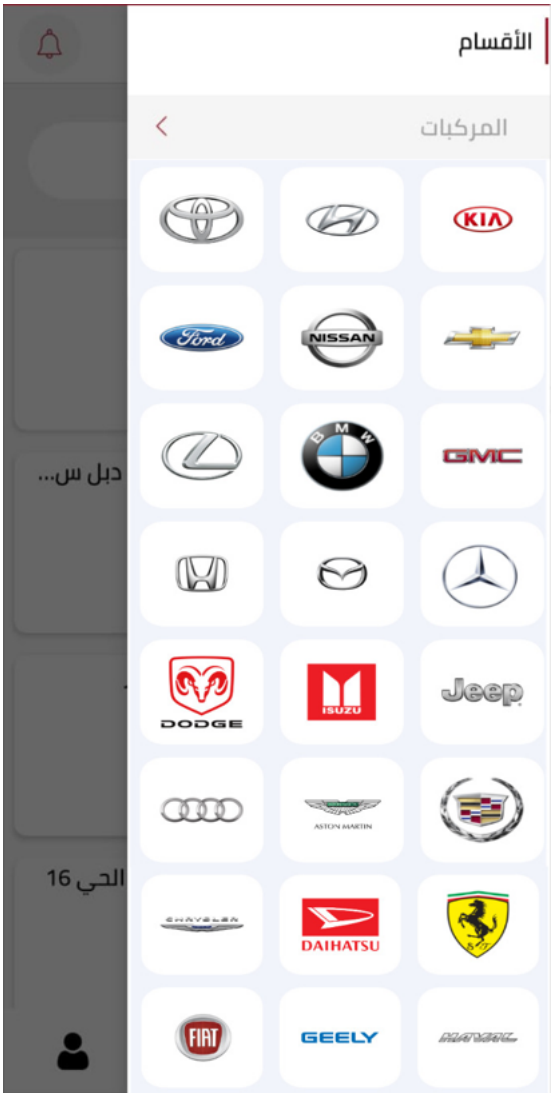 الأقسام
المركبات
KIA
Ford
NISSAN
BMW
GMC
DODGE
ISUZU
Jeep
ASTON MARTIN
CHRYSLER
DAIHATSU
S F
FIAT
GEELY
HAVAL
دبل س...
الحي 16